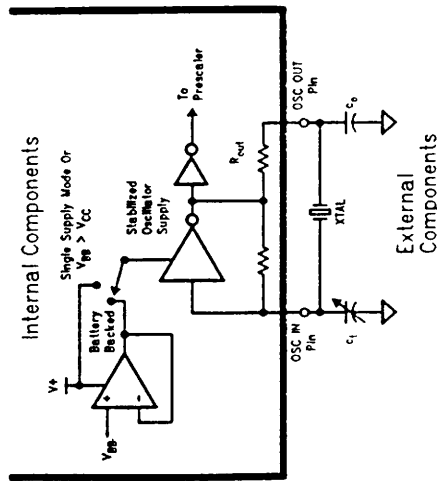 Internal Components
Single Supply Mode Or
V_BB > V_CC
V+
Battery
Backed
+
-
V_BB
Stabilized
Oscillator
Supply
To
Prescaler
R_out
OSC IN
Pin
OSC OUT
Pin
C_t
XTAL
C_o
External
Components